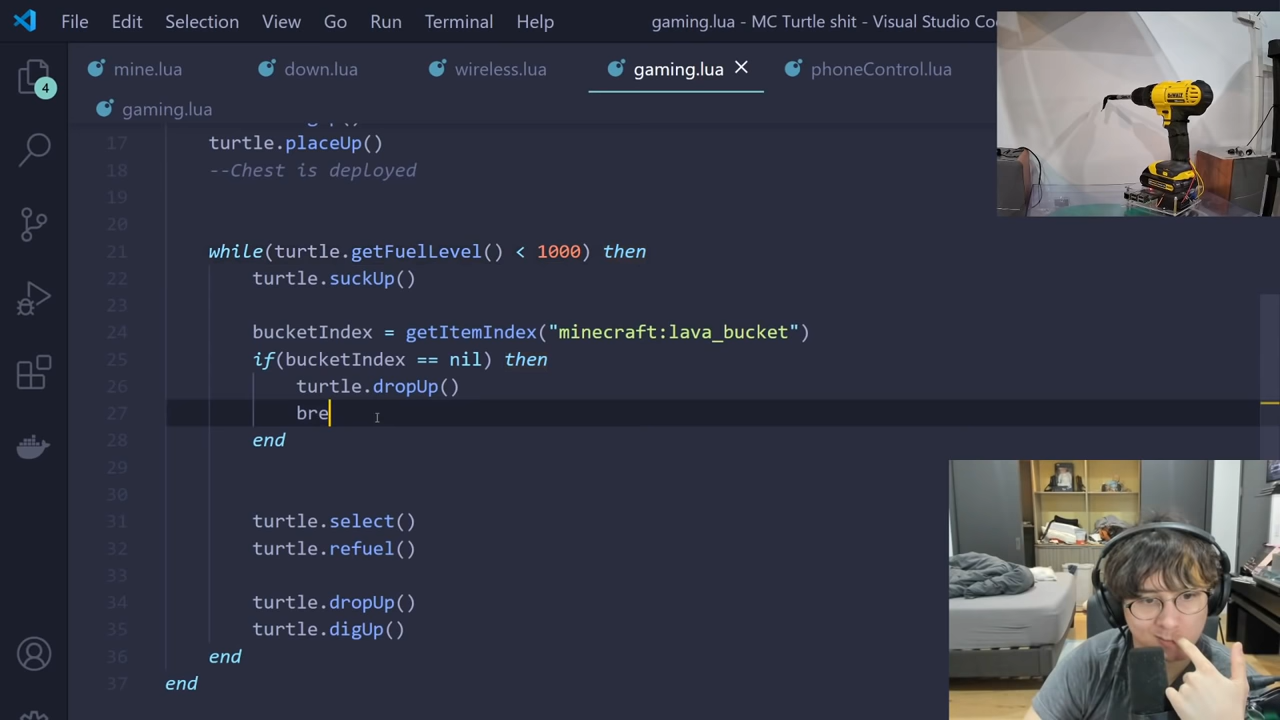 File Edit Selection View Go Run Terminal Help gaming.lua - MC Turtle shit - Visual Studio
mine.lua down.lua wireless.lua gaming.lua phoneControl.lua
4
gaming.lua
17 turtle.placeUp()
18 --Chest is deployed
19
20
21 while(turtle.getFuelLevel() < 1000) then
22 turtle.suckUp()
23
24 bucketIndex = getItemIndex("minecraft:lava_bucket")
25 if(bucketIndex == nil) then
26 turtle.dropUp()
27 bre
28 end
29
30
31 turtle.select()
32 turtle.refuel()
33
34 turtle.dropUp()
35 turtle.digUp()
36 end
37 end
DEWALT